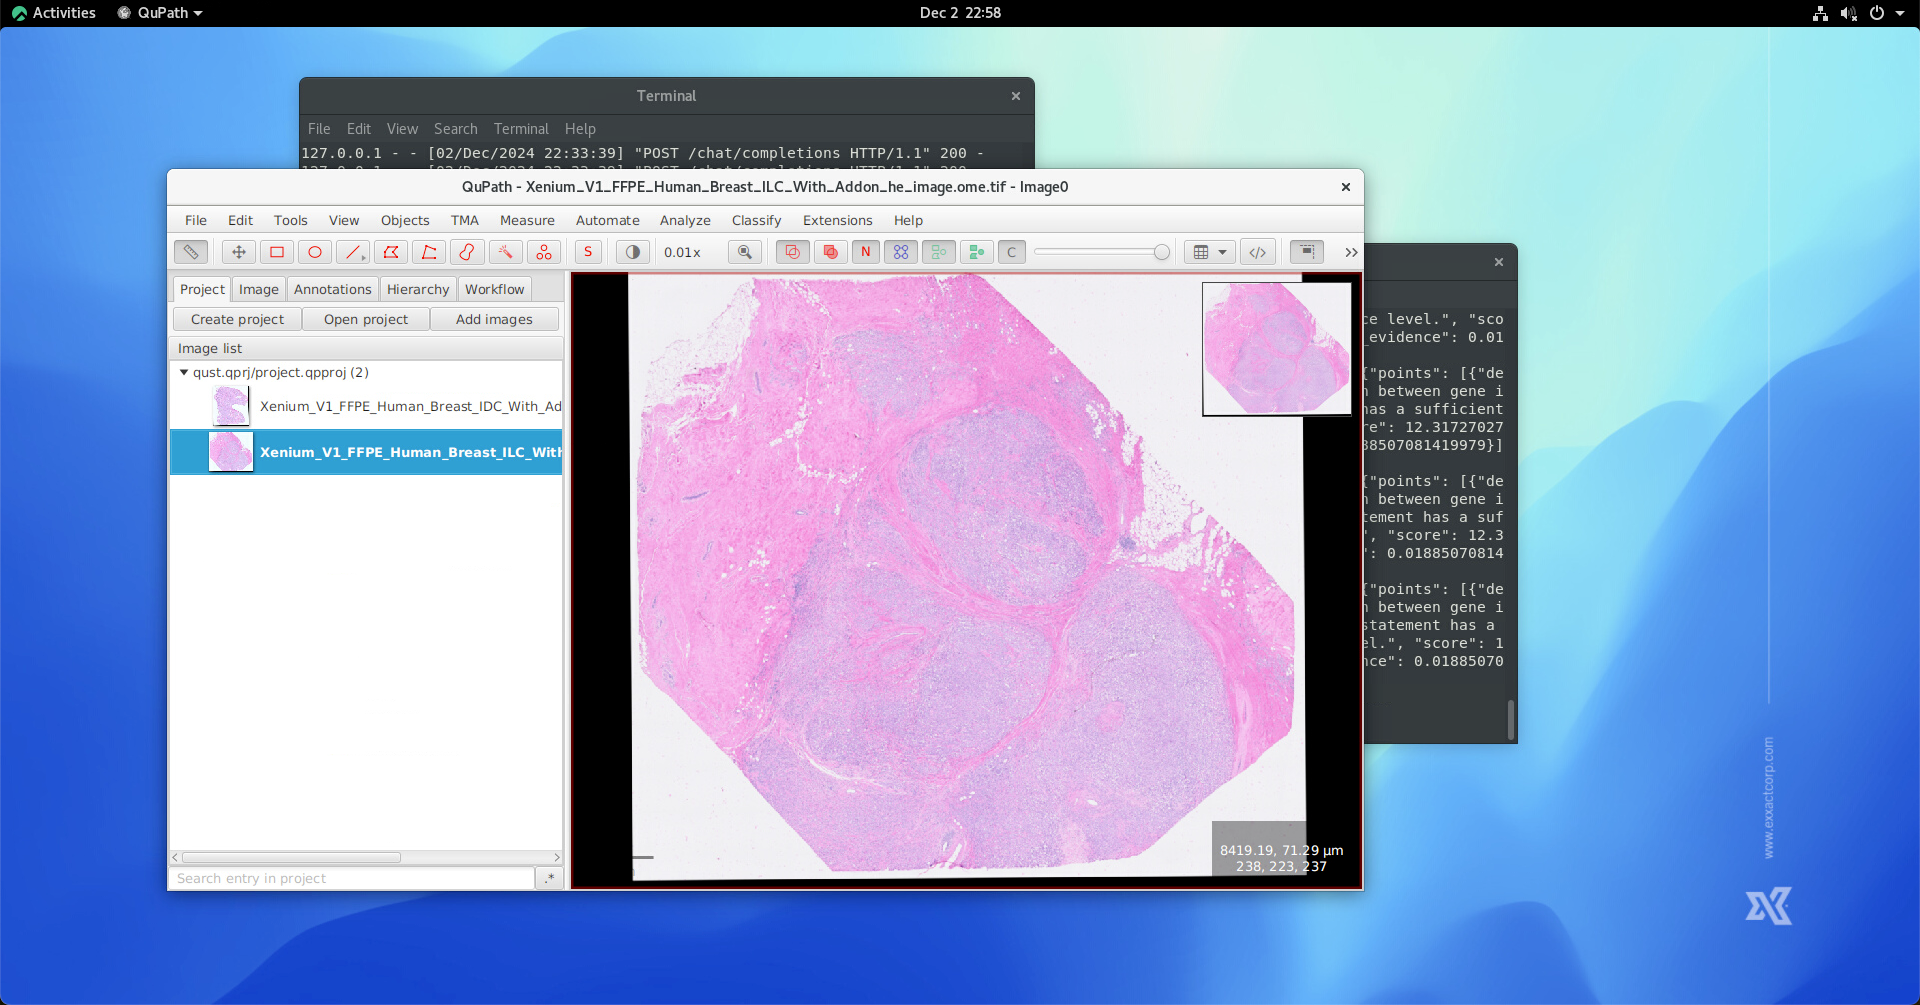 Activities QuPath Dec 2 22:58
Terminal
File Edit View Search Terminal Help
127.0.0.1 - - [02/Dec/2024 22:33:39] "POST /chat/completions HTTP/1.1" 200 -
QuPath - Xenium_V1_FFPE_Human_Breast_ILC_With_Addon_he_image.ome.tif - Image0
File Edit Tools View Objects TMA Measure Automate Analyze Classify Extensions Help
S 0.01x N C </> >>
Project Image Annotations Hierarchy Workflow
Create project Open project Add images
Image list
qust.qprj/project.qpproj (2)
Xenium_V1_FFPE_Human_Breast_IDC_With_Ad
Xenium_V1_FFPE_Human_Breast_ILC_With
Search entry in project .*
8419.19, 71.29 µm
238, 223, 237
ce level.", "sco
_evidence": 0.01
"points": [{"de
n between gene i
has a sufficient
re": 12.31727027
88507081419979}]
"points": [{"de
n between gene i
tement has a suf
", "score": 12.3
": 0.01885070814
"points": [{"de
n between gene i
statement has a
el.", "score": 1
nce": 0.01885070
www.exxactcorp.com